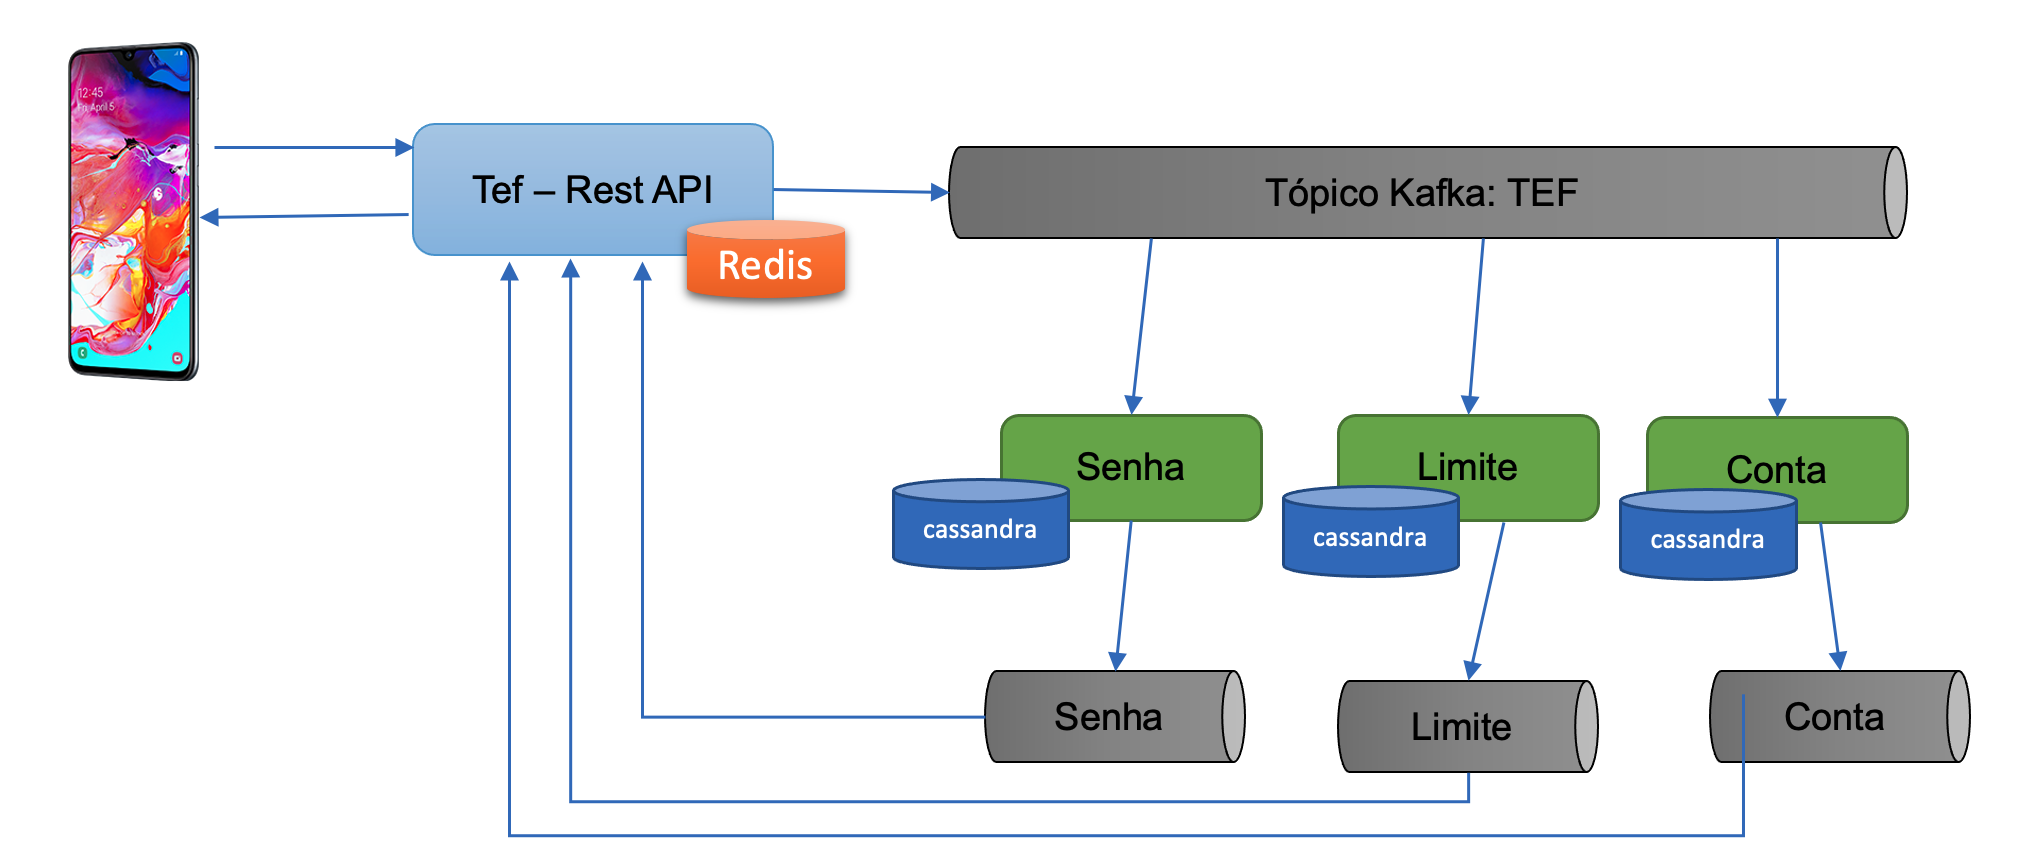 12:45
Fri, April 5
Tef – Rest API
Redis
Tópico Kafka: TEF
Senha
Limite
Conta
cassandra
cassandra
cassandra
Senha
Limite
Conta